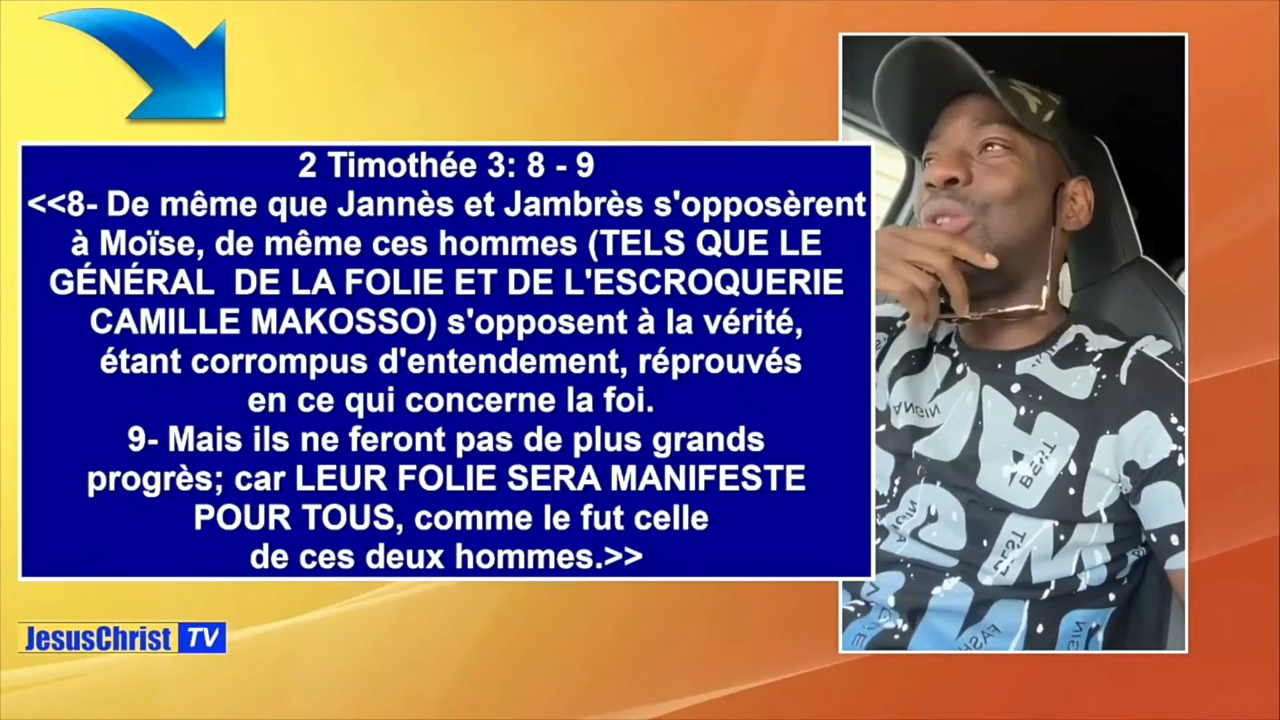 2 Timothée 3: 8 - 9
<<8- De même que Jannès et Jambrès s'opposèrent
à Moïse, de même ces hommes (TELS QUE LE
GÉNÉRAL DE LA FOLIE ET DE L'ESCROQUERIE
CAMILLE MAKOSSO) s'opposent à la vérité,
étant corrompus d'entendement, réprouvés
en ce qui concerne la foi.
9- Mais ils ne feront pas de plus grands
progrès; car LEUR FOLIE SERA MANIFESTE
POUR TOUS, comme le fut celle
de ces deux hommes.>>
JesusChrist TV